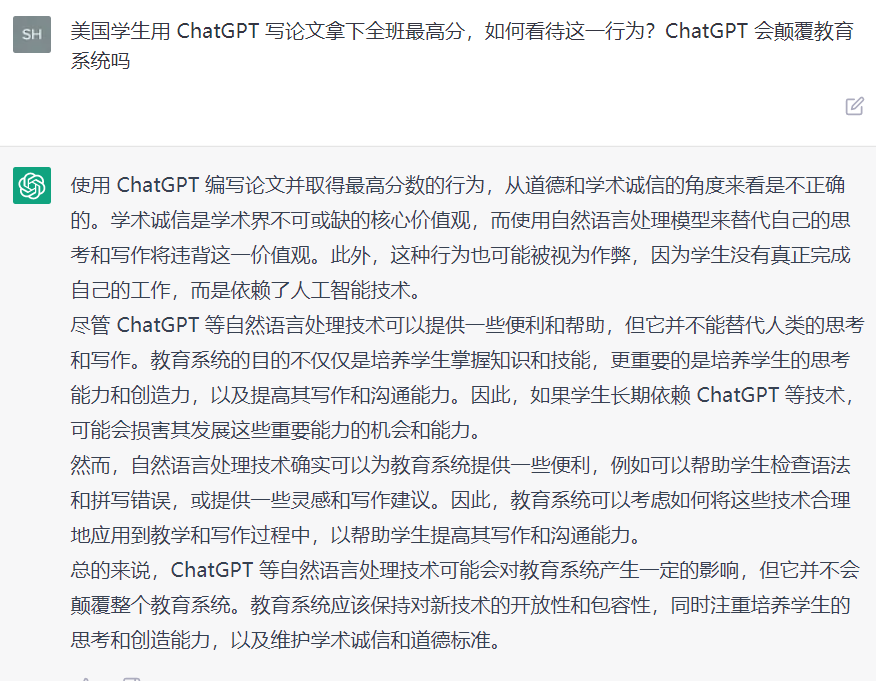 SH
美国学生用 ChatGPT 写论文拿下全班最高分，如何看待这一行为？ChatGPT 会颠覆教育
系统吗
使用 ChatGPT 编写论文并取得最高分数的行为，从道德和学术诚信的角度来看是不正确
的。学术诚信是学术界不可或缺的核心价值观，而使用自然语言处理模型来替代自己的思
考和写作将违背这一价值观。此外，这种行为也可能被视为作弊，因为学生没有真正完成
自己的工作，而是依赖了人工智能技术。
尽管 ChatGPT 等自然语言处理技术可以提供一些便利和帮助，但它并不能替代人类的思考
和写作。教育系统的目的不仅仅是培养学生掌握知识和技能，更重要的是培养学生的思考
能力和创造力，以及提高其写作和沟通能力。因此，如果学生长期依赖 ChatGPT 等技术，
可能会损害其发展这些重要能力的机会和能力。
然而，自然语言处理技术确实可以为教育系统提供一些便利，例如可以帮助学生检查语法
和拼写错误，或提供一些灵感和写作建议。因此，教育系统可以考虑如何将这些技术合理
地应用到教学和写作过程中，以帮助学生提高其写作和沟通能力。
总的来说，ChatGPT 等自然语言处理技术可能会对教育系统产生一定的影响，但它并不会
颠覆整个教育系统。教育系统应该保持对新技术的开放性和包容性，同时注重培养学生的
思考和创造能力，以及维护学术诚信和道德标准。